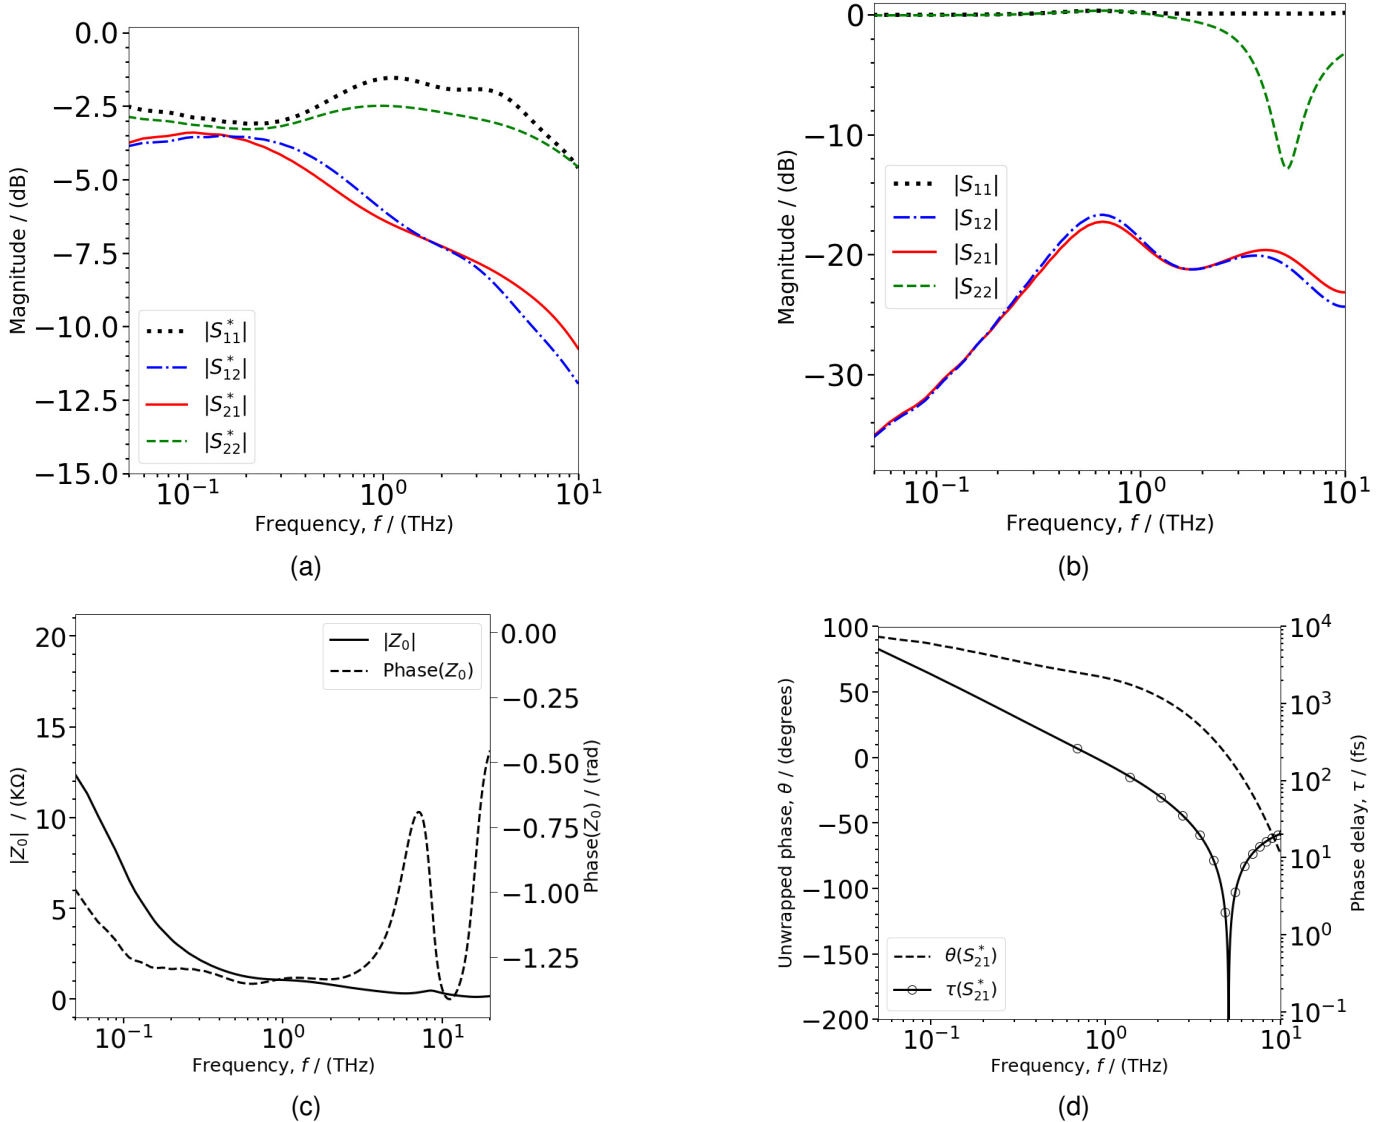 0.0
−2.5
−5.0
−7.5
−10.0
−12.5
−15.0
Magnitude / (dB)
|S*11|
|S*12|
|S*21|
|S*22|
10−1
100
101
Frequency, f / (THz)
(a)
0
−10
−20
−30
Magnitude / (dB)
|S11|
|S12|
|S21|
|S22|
10−1
100
101
Frequency, f / (THz)
(b)
20
15
10
5
0
|Z0| / (KΩ)
|Z0|
Phase(Z0)
0.00
−0.25
−0.50
−0.75
−1.00
−1.25
Phase(Z0) / (rad)
10−1
100
101
Frequency, f / (THz)
(c)
100
50
0
−50
−100
−150
−200
Unwrapped phase, θ / (degrees)
θ(S*21)
τ(S*21)
104
103
102
101
100
10−1
Phase delay, τ / (fs)
10−1
100
101
Frequency, f / (THz)
(d)